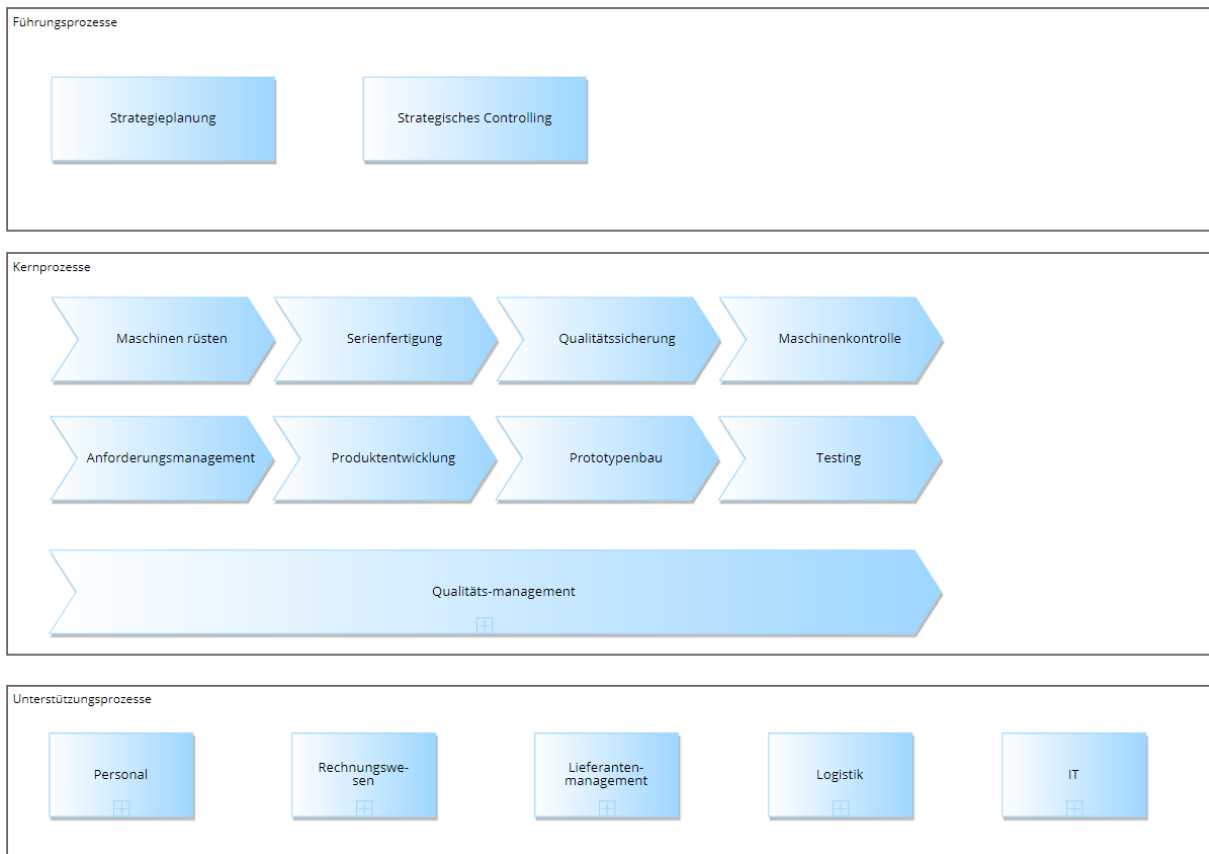 Führungsprozesse
Strategieplanung
Strategisches Controlling
Kernprozesse
Maschinen rüsten
Serienfertigung
Qualitätssicherung
Maschinenkontrolle
Anforderungsmanagement
Produktentwicklung
Prototypenbau
Testing
Qualitäts-management
Unterstützungsprozesse
Personal
Rechnungswe-
sen
Lieferanten-
management
Logistik
IT